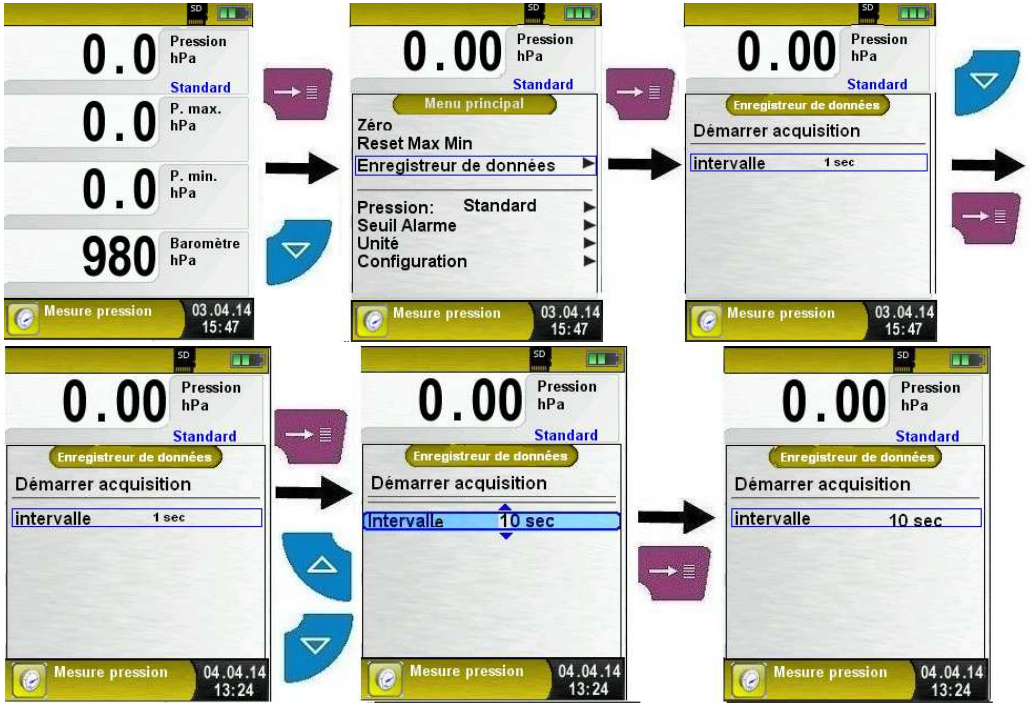 SD
0.0 Pression
hPa
Standard
0.0 P. max.
hPa
0.0 P. min.
hPa
980 Baromètre
hPa
Mesure pression 03.04.14
15:47
SD
0.00 Pression
hPa
Standard
Menu principal
Zéro
Reset Max Min
Enregistreur de données
Pression: Standard
Seuil Alarme
Unité
Configuration
Mesure pression 03.04.14
15:47
SD
0.00 Pression
hPa
Standard
Enregistreur de données
Démarrer acquisition
intervalle 1 sec
Mesure pression 03.04.14
15:47
SD
0.00 Pression
hPa
Standard
Enregistreur de données
Démarrer acquisition
intervalle 1 sec
Mesure pression 04.04.14
13:24
SD
0.00 Pression
hPa
Standard
Enregistreur de données
Démarrer acquisition
Intervalle 10 sec
Mesure pression 04.04.14
13:24
SD
0.00 Pression
hPa
Standard
Enregistreur de données
Démarrer acquisition
intervalle 10 sec
Mesure pression 04.04.14
13:24